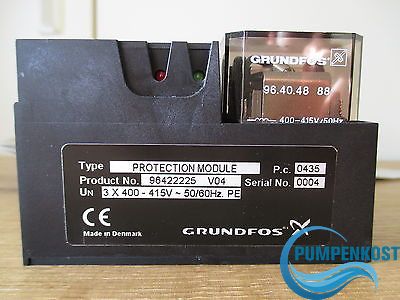 GRUNDFOS
96.40.48 88
400-415V/50Hz
Type PROTECTION MODULE P.c. 0435
Product No. 96422225 V04 Serial No. 0004
UN 3 X 400 - 415V ~ 50/60Hz. PE
CE
Made in Denmark
GRUNDFOS
PUMPENKOST